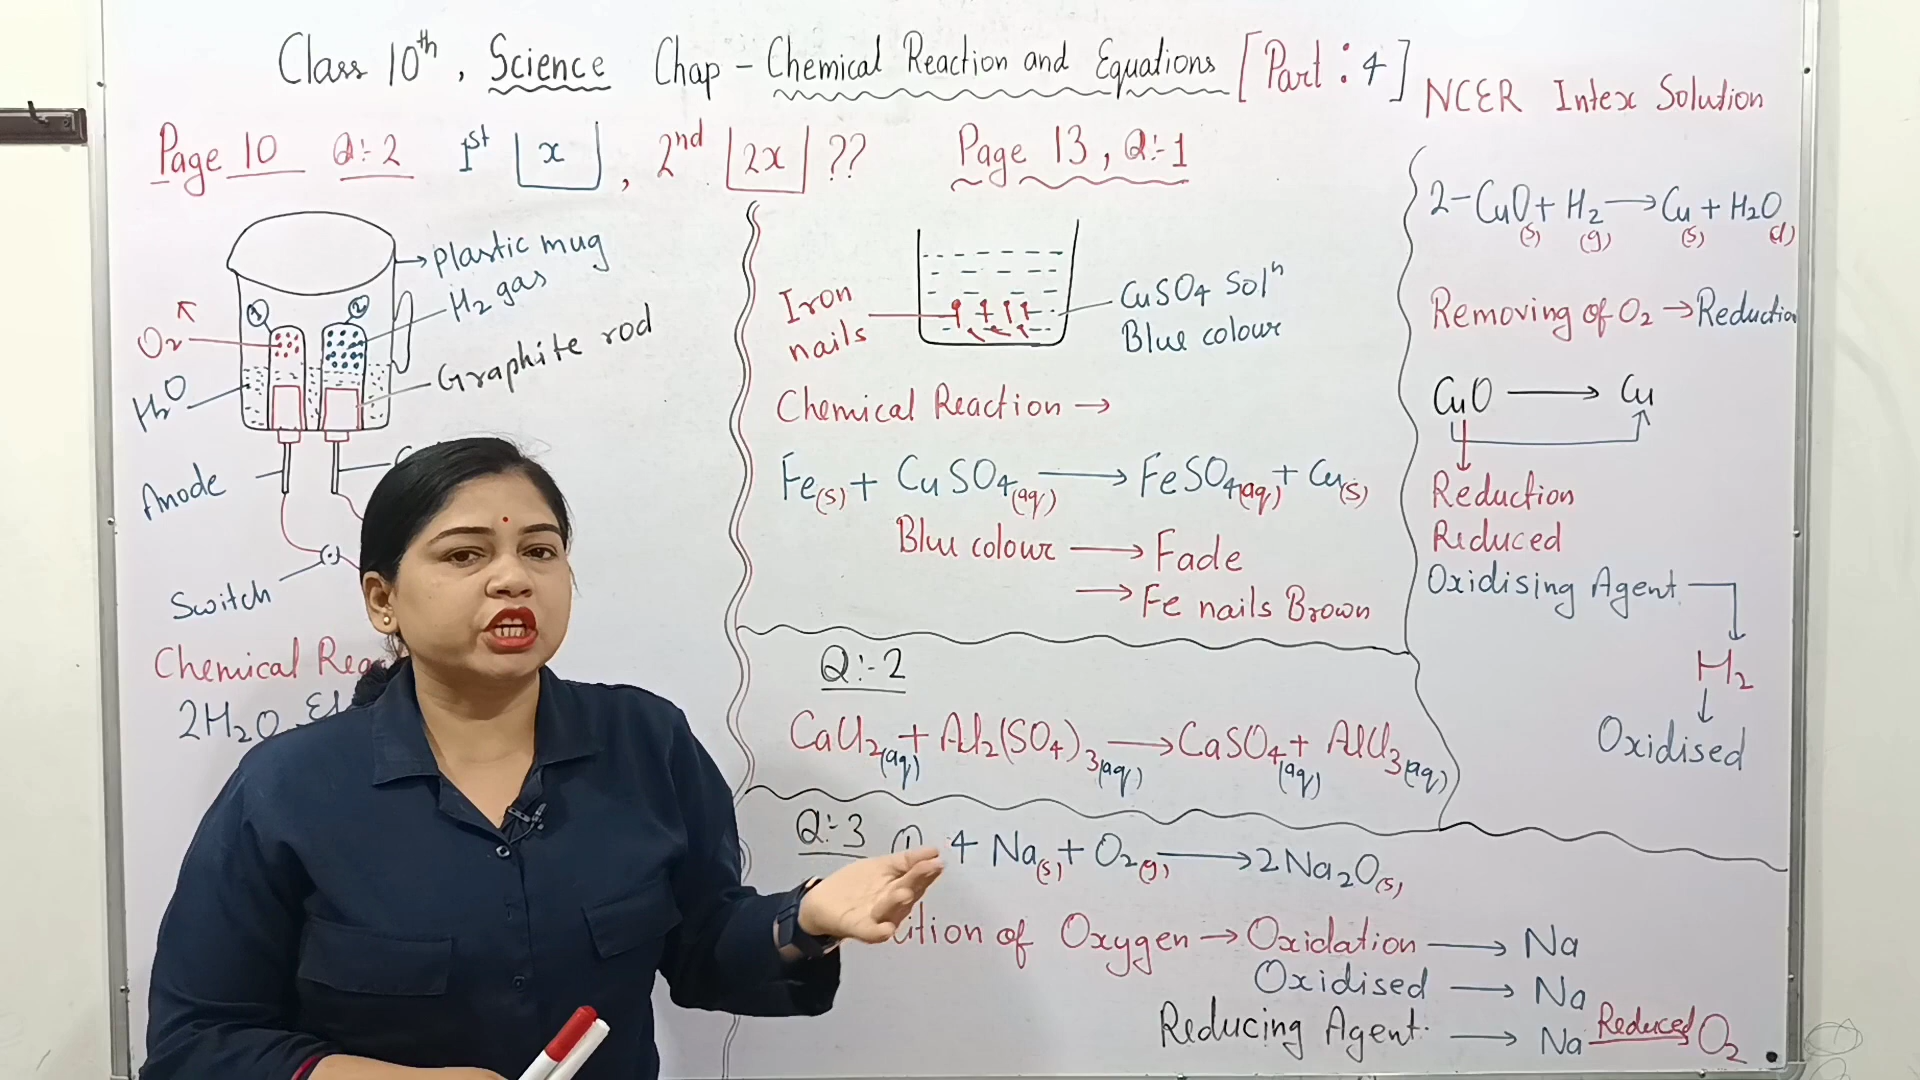 Class 10th, Science Chap - Chemical Reaction and Equations [Part : 4]
NCER Intex Solution
Page 10 Q:-2 1st x , 2nd 2x ??
Page 13, Q:-1
Plastic mug
H2 gas
Graphite rod
1 2
O2
H2O
Anode
Switch
Chemical Rea
2H2O El
Iron
nails
CuSO4 Soln
Blue colour
Chemical Reaction →
Fe(s) + CuSO4(aq) → FeSO4(aq) + Cu(s)
Blue colour → Fade
→ Fe nails Brown
Q:-2
CaCl2(aq) + Al2(SO4)3(aq) → CaSO4(aq) + AlCl3(aq)
Q:-3 1 4 Na(s) + O2(g) → 2Na2O(s)
ition of Oxygen → Oxidation → Na
Oxidised → Na
Reducing Agent. → Na Reduced O2
2- CuO(s) + H2(g) → Cu(s) + H2O(l)
Removing of O2 → Reduction
CuO → Cu
Reduction
Reduced
Oxidising Agent
H2
↓
Oxidised